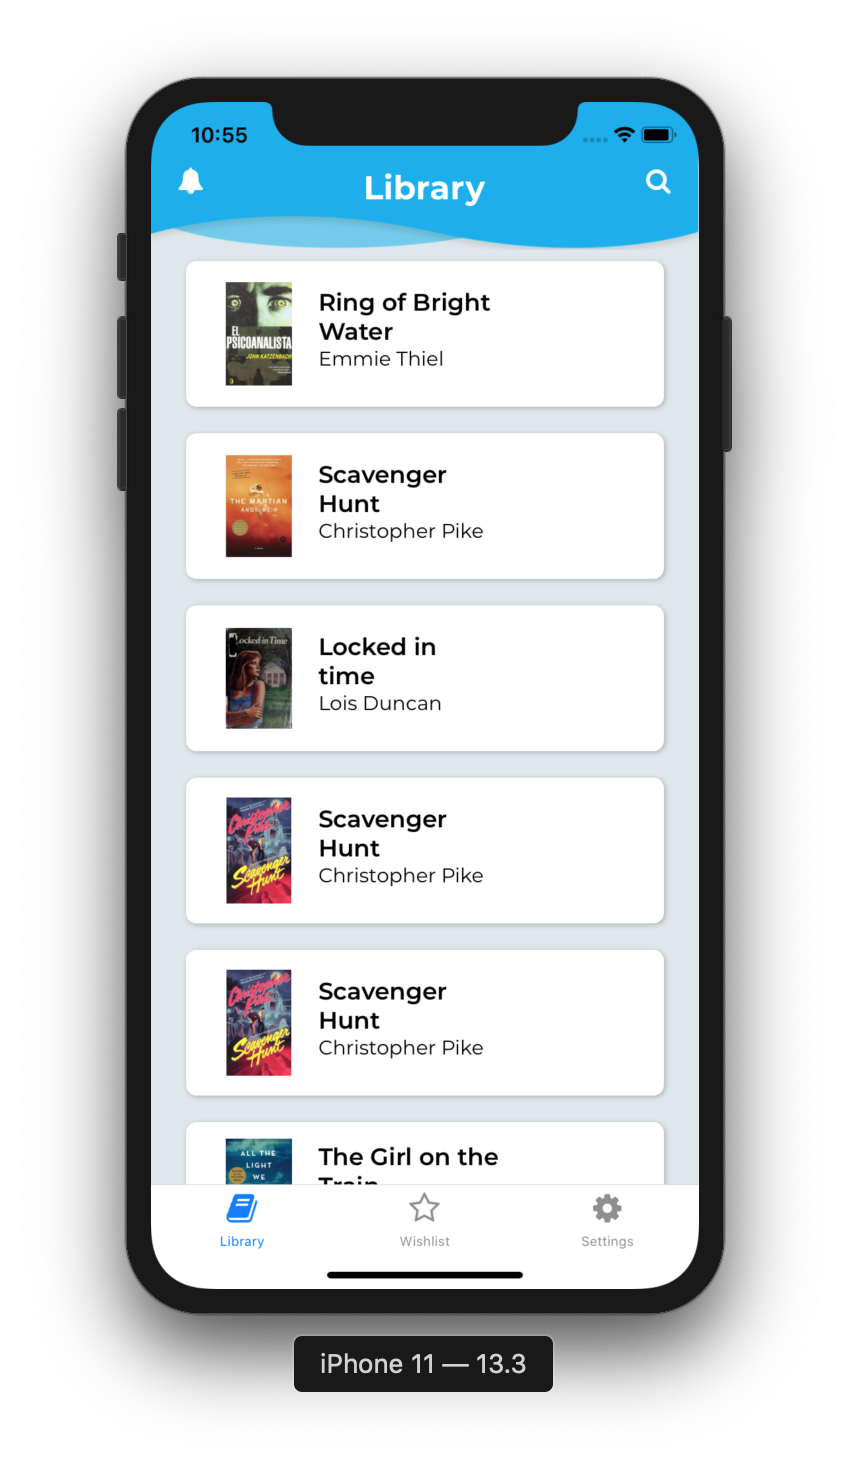 10:55
Library
EL
PSICOANALISTA
JOHN KATZENBACH
Ring of Bright
Water
Emmie Thiel
THE MARTIAN
ANDY WEIR
Scavenger
Hunt
Christopher Pike
Locked in Time
Locked in
time
Lois Duncan
Christopher
Pike
Scavenger
Hunt
Scavenger
Hunt
Christopher Pike
Christopher
Pike
Scavenger
Hunt
Scavenger
Hunt
Christopher Pike
ALL THE
LIGHT
WE
The Girl on the
Train
Library
Wishlist
Settings
iPhone 11 — 13.3